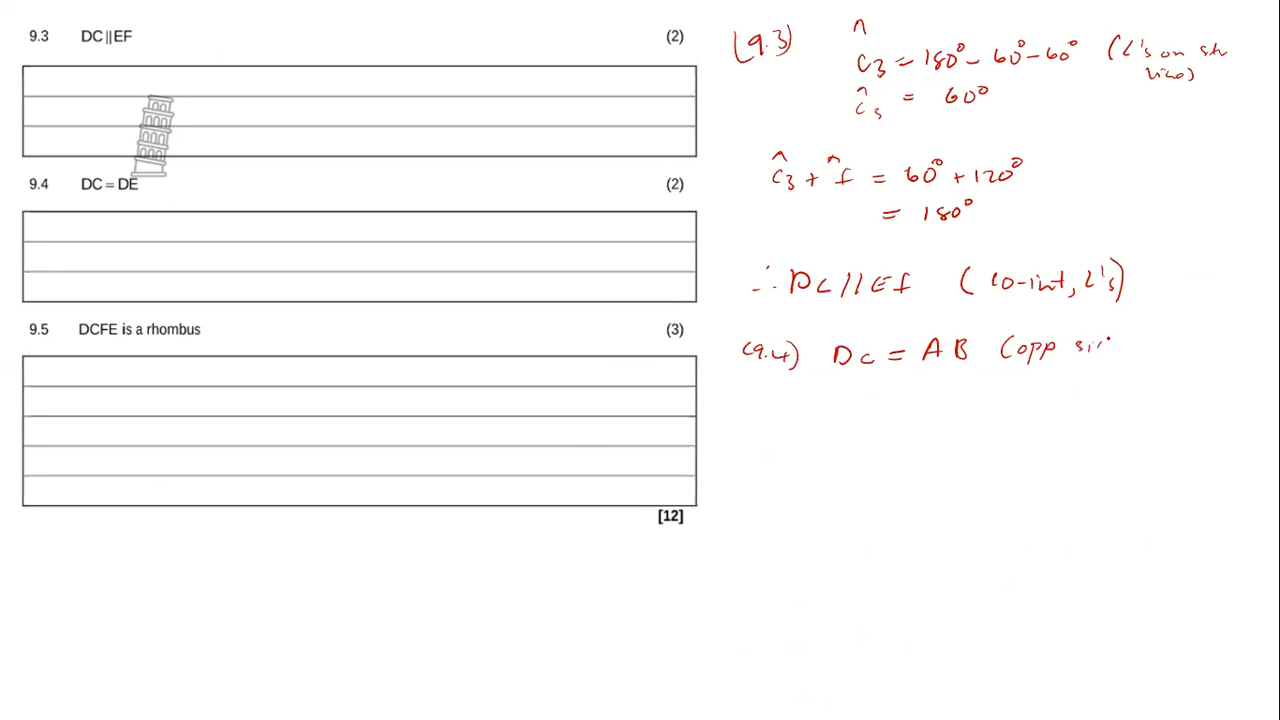 9.3 DC || EF (2)
9.4 DC = DE (2)
9.5 DCFE is a rhombus (3)
[12]
(9.3) Ĉ3 = 180° - 60° - 60° (∠'s on str line)
Ĉ3 = 60°
Ĉ3 + f̂ = 60° + 120°
= 180°
∴ DC // EF (co-int, ∠'s)
(9.4) DC = AB (opp